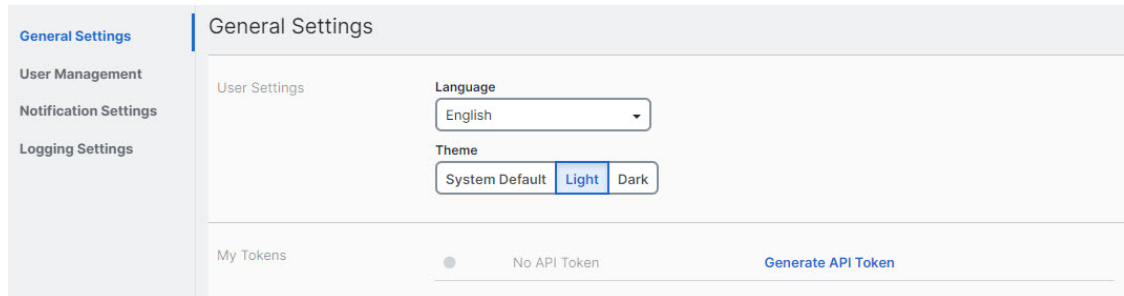 General Settings
User Management
Notification Settings
Logging Settings
General Settings
User Settings
Language
English
Theme
System Default Light Dark
My Tokens
No API Token Generate API Token